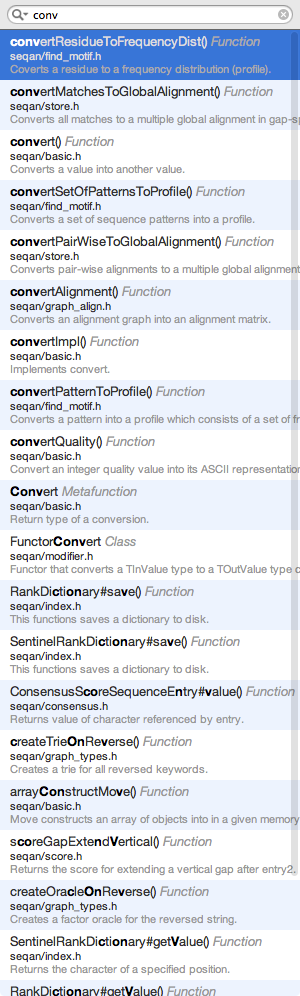 conv
convertResidueToFrequencyDist() Function
seqan/find_motif.h
Coverts a residue to a frequency distribution (profile).
convertMatchesToGlobalAlignment() Function
seqan/store.h
Converts all matches to a multiple global alignment in gap-sp
convert() Function
seqan/basic.h
Converts a value into another value.
convertSetOfPatternsToProfile() Function
seqan/find_motif.h
Converts a set of sequence patterns into a profile.
convertPairWiseToGlobalAlignment() Function
seqan/store.h
Converts pair-wise alignments to a multiple global alignment
convertAlignment() Function
seqan/graph_align.h
Converts an alignment graph into an alignment matrix.
convertImpl() Function
seqan/basic.h
Implements convert.
convertPatternToProfile() Function
seqan/find_motif.h
Converts a pattern into a profile which consists of a set of fr
convertQuality() Function
seqan/basic.h
Convert an integer quality value into its ASCII representation
Convert Metafunction
seqan/basic.h
Return type of a conversion.
FunctorConvert Class
seqan/modifier.h
Functor that converts a TInValue type to a TOutValue type c
RankDictionary#save() Function
seqan/index.h
This functions saves a dictionary to disk.
SentinelRankDictionary#save() Function
seqan/index.h
This functions saves a dictionary to disk.
ConsensusScoreSequenceEntry#value() Function
seqan/consensus.h
Returns value of character referenced by entry.
createTrieOnReverse() Function
seqan/graph_types.h
Creates a trie for all reversed keywords.
arrayConstructMove() Function
seqan/basic.h
Move constructs an array of objects into in a given memory
scoreGapExtendVertical() Function
seqan/score.h
Returns the score for extending a vertical gap after entry2,
createOracleOnReverse() Function
seqan/graph_types.h
Creates a factor oracle for the reversed string.
SentinelRankDictionary#getValue() Function
seqan/index.h
Returns the character of a specified position.
RankDictionary#getValue() Function